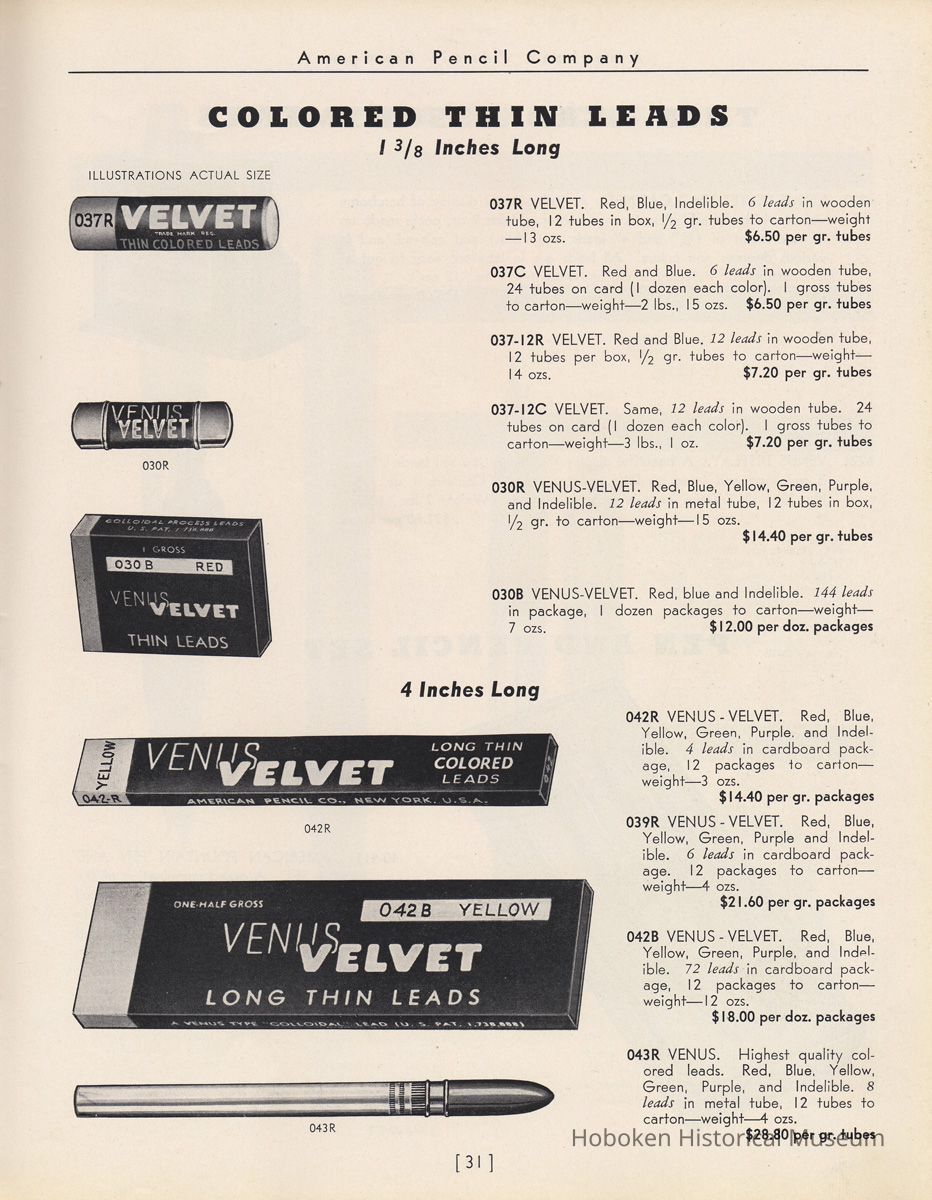 American Pencil Company
COLORED THIN LEADS
1 3/8 Inches Long
ILLUSTRATIONS ACTUAL SIZE
037R VELVET
TRADE MARK REG.
THIN COLORED LEADS
037R VELVET. Red, Blue, Indelible. 6 leads in wooden
tube, 12 tubes in box, 1/2 gr. tubes to carton—weight
—13 ozs. $6.50 per gr. tubes
037C VELVET. Red and Blue. 6 leads in wooden tube,
24 tubes on card (1 dozen each color). 1 gross tubes
to carton—weight—2 lbs., 15 ozs. $6.50 per gr. tubes
037-12R VELVET. Red and Blue. 12 leads in wooden tube,
12 tubes per box, 1/2 gr. tubes to carton—weight—
14 ozs. $7.20 per gr. tubes
037-12C VELVET. Same, 12 leads in wooden tube. 24
tubes on card (1 dozen each color). 1 gross tubes to
carton—weight—3 lbs., 1 oz. $7.20 per gr. tubes
VENUS
VELVET
030R
030R VENUS-VELVET. Red, Blue, Yellow, Green, Purple,
and Indelible. 12 leads in metal tube, 12 tubes in box,
1/2 gr. to carton—weight—15 ozs.
$14.40 per gr. tubes
COLLOIDAL PROCESS LEADS
U. S. PAT. 1,738,888
1 GROSS
030 B RED
VENUS
VELVET
THIN LEADS
030B VENUS-VELVET. Red, blue and Indelible. 144 leads
in package, 1 dozen packages to carton—weight—
7 ozs. $12.00 per doz. packages
4 Inches Long
YELLOW
042-R
VENUS
VELVET
LONG THIN
COLORED
LEADS
042
AMERICAN PENCIL CO., NEW YORK, U.S.A.
042R
042R VENUS-VELVET. Red, Blue,
Yellow, Green, Purple. and Indel-
ible. 4 leads in cardboard pack-
age, 12 packages to carton—
weight—3 ozs.
$14.40 per gr. packages
039R VENUS-VELVET. Red, Blue,
Yellow, Green, Purple and Indel-
ible. 6 leads in cardboard pack-
age. 12 packages to carton—
weight—4 ozs.
$21.60 per gr. packages
ONE-HALF GROSS
042B YELLOW
VENUS
VELVET
LONG THIN LEADS
A VENUS TYPE "COLLOIDAL" LEAD (U. S. PAT. 1,738,888)
042B VENUS-VELVET. Red, Blue,
Yellow, Green, Purple, and Indel-
ible. 72 leads in cardboard pack-
age, 12 packages to carton—
weight—12 ozs.
$18.00 per doz. packages
043R
043R VENUS. Highest quality col-
ored leads. Red, Blue, Yellow,
Green, Purple, and Indelible. 8
leads in metal tube, 12 tubes to
carton—weight—4 ozs.
$28.80 per gr. tubes
Hoboken Historical Museum
[31]